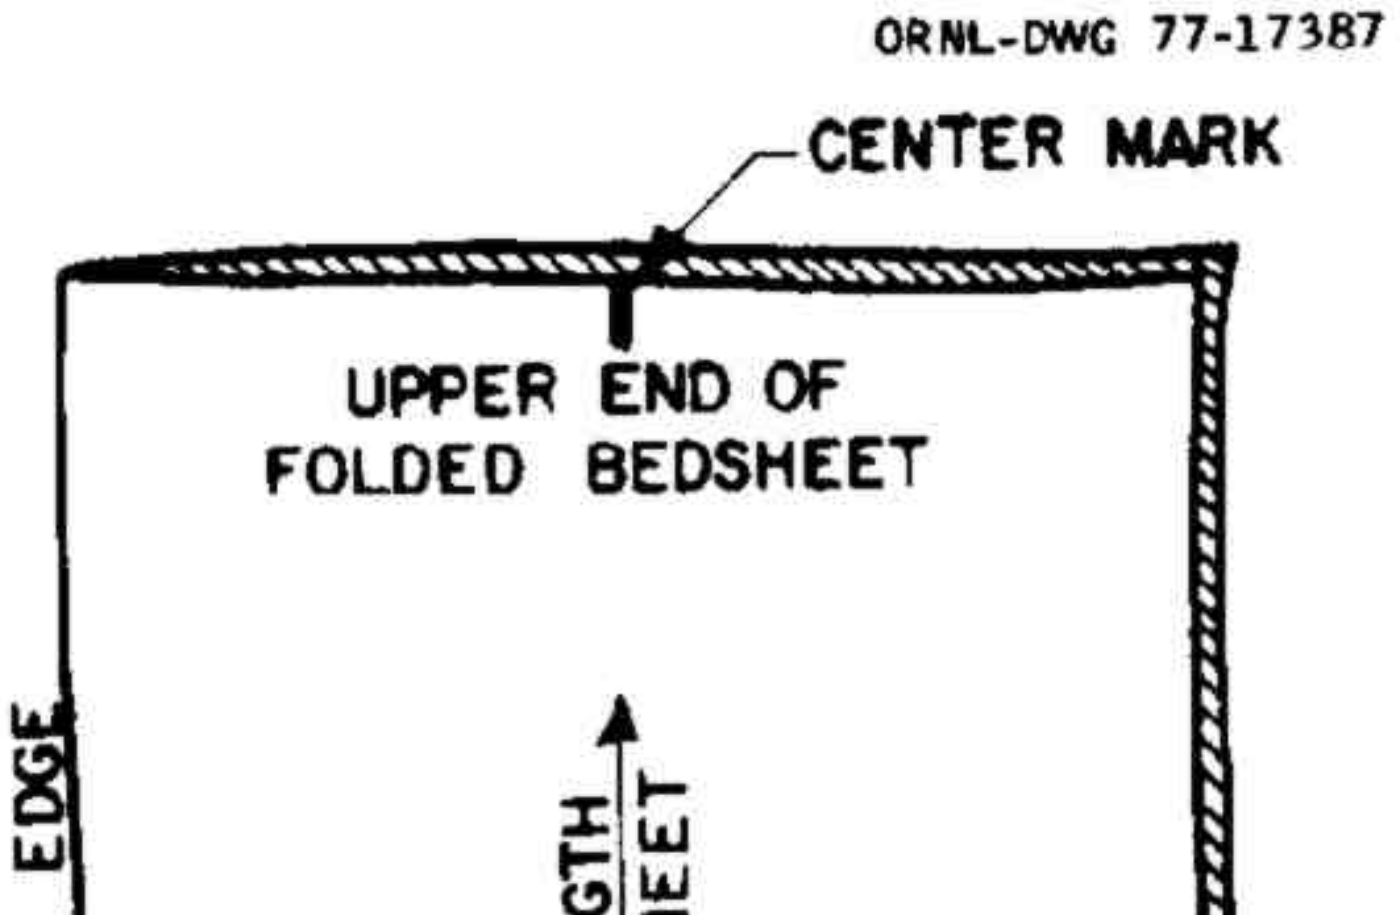 ORNL-DWG 77-17387
CENTER MARK
UPPER END OF
FOLDED BEDSHEET
EDGE